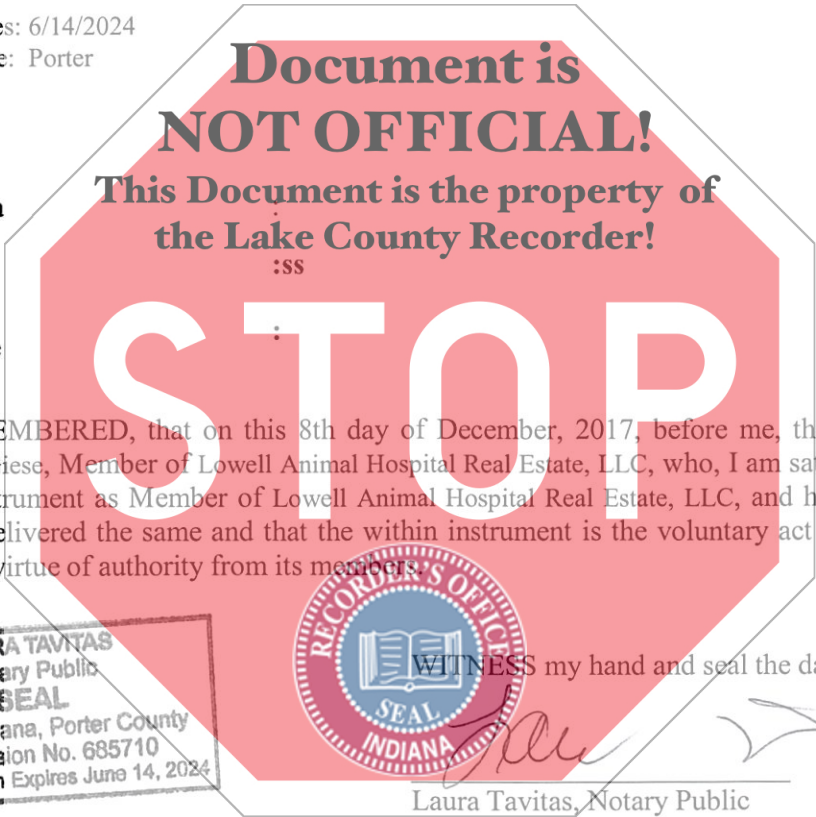 es: 6/14/2024
e: Porter
Document is
NOT OFFICIAL!
This Document is the property of
the Lake County Recorder!
a
:
:ss
:
STOP
EMBERED, that on this 8th day of December, 2017, before me, th
iese, Member of Lowell Animal Hospital Real Estate, LLC, who, I am sat
trument as Member of Lowell Animal Hospital Real Estate, LLC, and h
elivered the same and that the within instrument is the voluntary act
virtue of authority from its members.
RECORDER'S OFFICE
SEAL
INDIANA
RA TAVITAS
ary Public
SEAL
ana, Porter County
sion No. 685710
n Expires June 14, 2024
WITNESS my hand and seal the da
Laura Tavitas, Notary Public